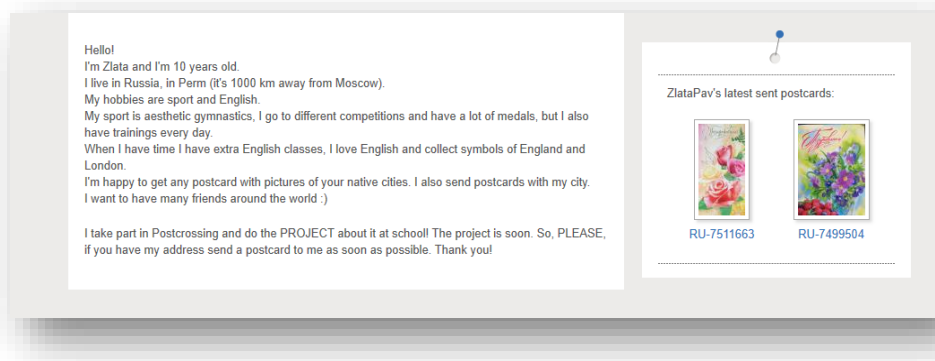 Hello!
I'm Zlata and I'm 10 years old.
I live in Russia, in Perm (it's 1000 km away from Moscow).
My hobbies are sport and English.
My sport is aesthetic gymnastics, I go to different competitions and have a lot of medals, but I also
have trainings every day.
When I have time I have extra English classes, I love English and collect symbols of England and
London.
I'm happy to get any postcard with pictures of your native cities. I also send postcards with my city.
I want to have many friends around the world :)
I take part in Postcrossing and do the PROJECT about it at school! The project is soon. So, PLEASE,
if you have my address send a postcard to me as soon as possible. Thank you!
ZlataPav's latest sent postcards:
RU-7511663
RU-7499504